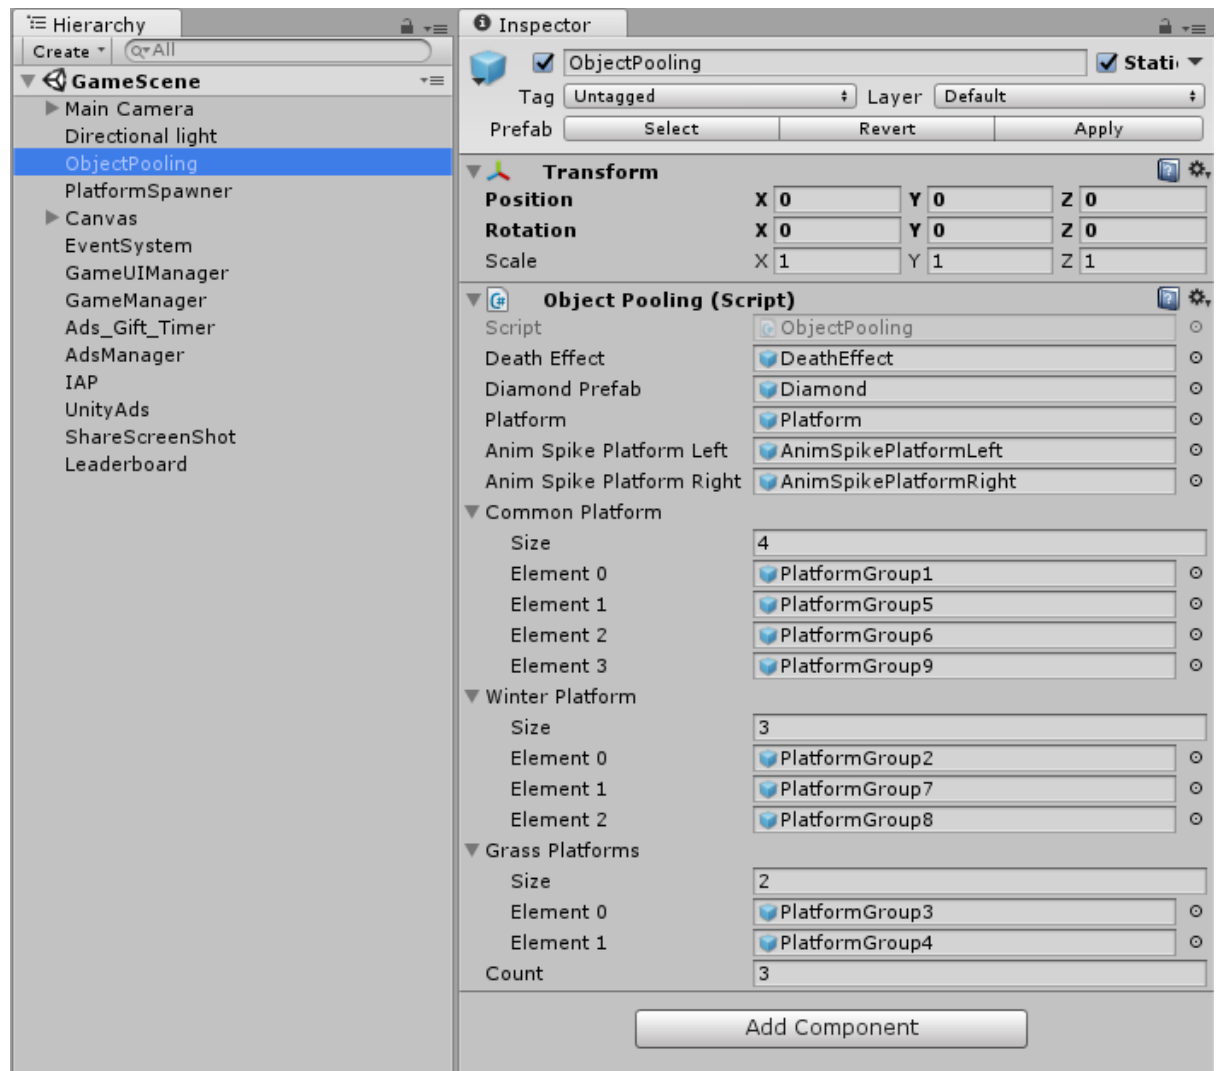 Hierarchy
Create All
GameScene
Main Camera
Directional light
ObjectPooling
PlatformSpawner
Canvas
EventSystem
GameUIManager
GameManager
Ads_Gift_Timer
AdsManager
IAP
UnityAds
ShareScreenShot
Leaderboard
Inspector
ObjectPooling Stati
Tag Untagged Layer Default
Prefab Select Revert Apply
Transform
Position X 0 Y 0 Z 0
Rotation X 0 Y 0 Z 0
Scale X 1 Y 1 Z 1
Object Pooling (Script)
Script ObjectPooling
Death Effect DeathEffect
Diamond Prefab Diamond
Platform Platform
Anim Spike Platform Left AnimSpikePlatformLeft
Anim Spike Platform Right AnimSpikePlatformRight
Common Platform
Size 4
Element 0 PlatformGroup1
Element 1 PlatformGroup5
Element 2 PlatformGroup6
Element 3 PlatformGroup9
Winter Platform
Size 3
Element 0 PlatformGroup2
Element 1 PlatformGroup7
Element 2 PlatformGroup8
Grass Platforms
Size 2
Element 0 PlatformGroup3
Element 1 PlatformGroup4
Count 3
Add Component